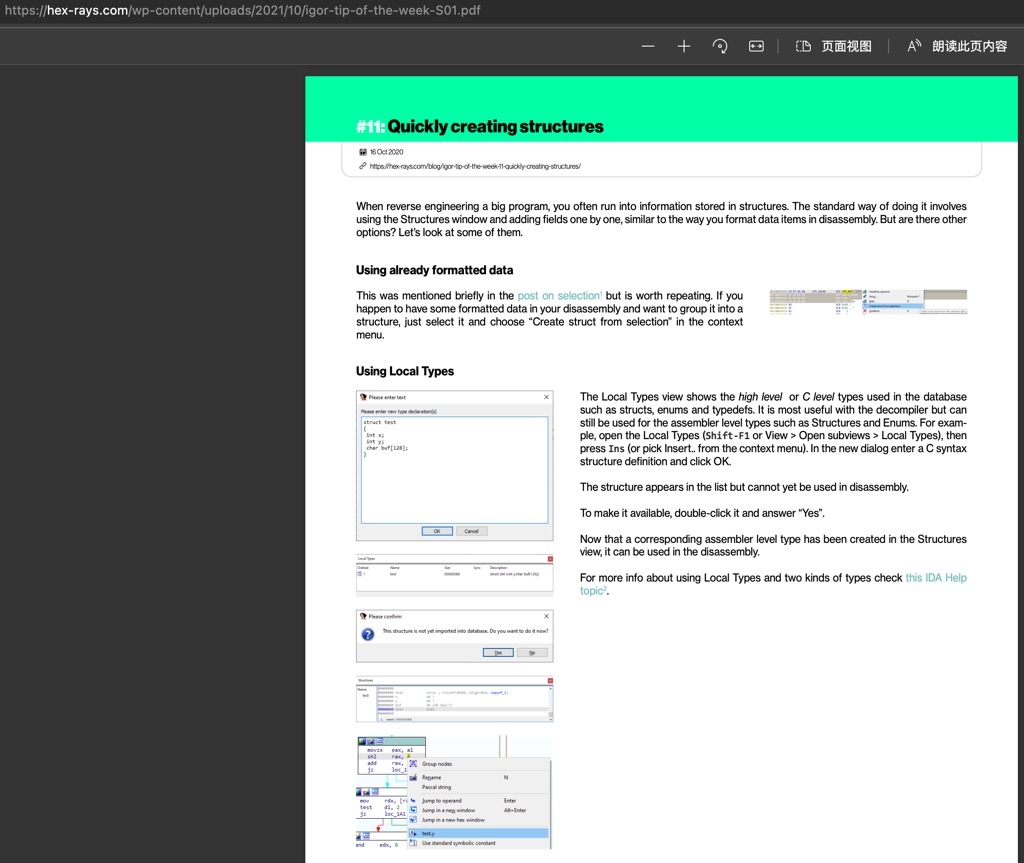 https://hex-rays.com/wp-content/uploads/2021/10/igor-tip-of-the-week-S01.pdf
页面视图
朗读此页内容
#11: Quickly creating structures
16 Oct 2020
https://hex-rays.com/blog/igor-tip-of-the-week-11-quickly-creating-structures/
When reverse engineering a big program, you often run into information stored in structures. The standard way of doing it involves
using the Structures window and adding fields one by one, similar to the way you format data items in disassembly. But are there other
options? Let's look at some of them.
Using already formatted data
This was mentioned briefly in the post on selection¹ but is worth repeating. If you
happen to have some formatted data in your disassembly and want to group it into a
structure, just select it and choose “Create struct from selection” in the context
menu.
Using Local Types
Please enter text
Please enter new type declaration(s)
struct test
{
int x;
int y;
char buf[128];
}
OK Cancel
The Local Types view shows the high level or C level types used in the database
such as structs, enums and typedefs. It is most useful with the decompiler but can
still be used for the assembler level types such as Structures and Enums. For exam-
ple, open the Local Types (Shift-F1 or View > Open subviews > Local Types), then
press Ins (or pick Insert.. from the context menu). In the new dialog enter a C syntax
structure definition and click OK.
The structure appears in the list but cannot yet be used in disassembly.
To make it available, double-click it and answer “Yes”.
Now that a corresponding assembler level type has been created in the Structures
view, it can be used in the disassembly.
For more info about using Local Types and two kinds of types check this IDA Help
topic².
Local Types
Ordinal Name Size Sync Description
1 test 00000088 struct {int x;int y;char buf[128];}
Please confirm
This structure is not yet imported into database. Do you want to do it now?
Yes No
Structures
Name
test
movzx eax, al
shl rax,
add rax,
jz loc_1
mov rdx, [r
test dl, 2
jz loc_1A1
and edx, 8
Group nodes
Rename N
Pascal string
Jump to operand Enter
Jump in a new window Alt+Enter
Jump in a new hex window
test.y
Use standard symbolic constant